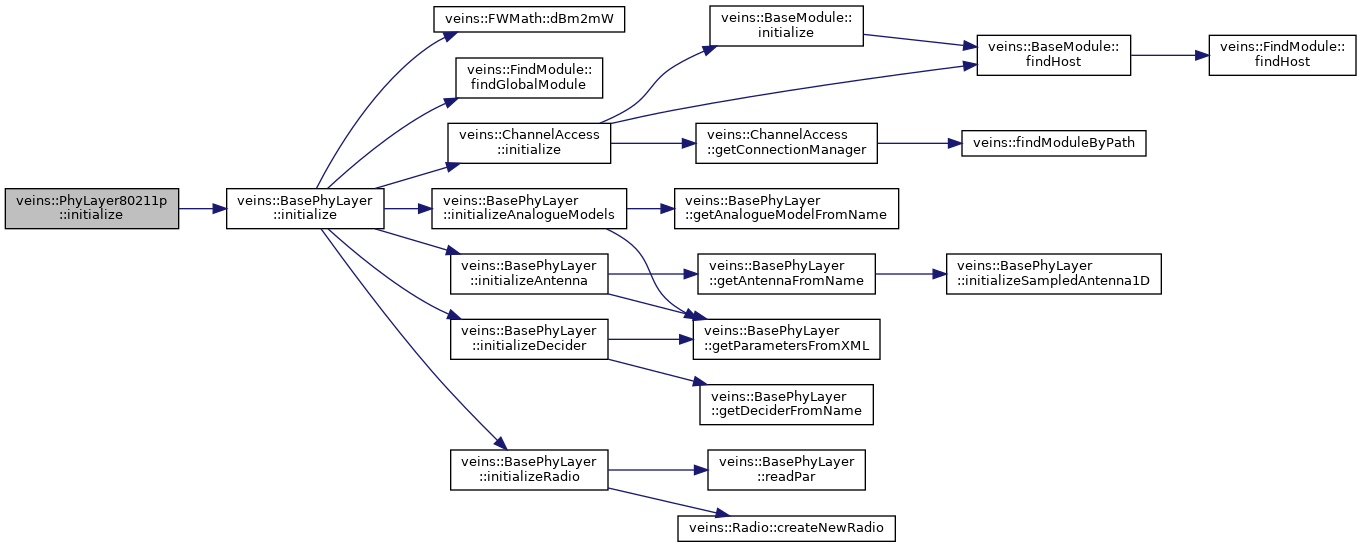 veins::PhyLayer80211p
::initialize
veins::BasePhyLayer
::initialize
veins::FWMath::dBm2mW
veins::FindModule::
findGlobalModule
veins::ChannelAccess
::initialize
veins::BaseModule::
initialize
veins::BaseModule::
findHost
veins::FindModule::
findHost
veins::ChannelAccess
::getConnectionManager
veins::findModuleByPath
veins::BasePhyLayer
::initializeAnalogueModels
veins::BasePhyLayer
::getAnalogueModelFromName
veins::BasePhyLayer
::initializeAntenna
veins::BasePhyLayer
::getAntennaFromName
veins::BasePhyLayer
::initializeSampledAntenna1D
veins::BasePhyLayer
::initializeDecider
veins::BasePhyLayer
::getParametersFromXML
veins::BasePhyLayer
::getDeciderFromName
veins::BasePhyLayer
::initializeRadio
veins::BasePhyLayer
::readPar
veins::Radio::createNewRadio